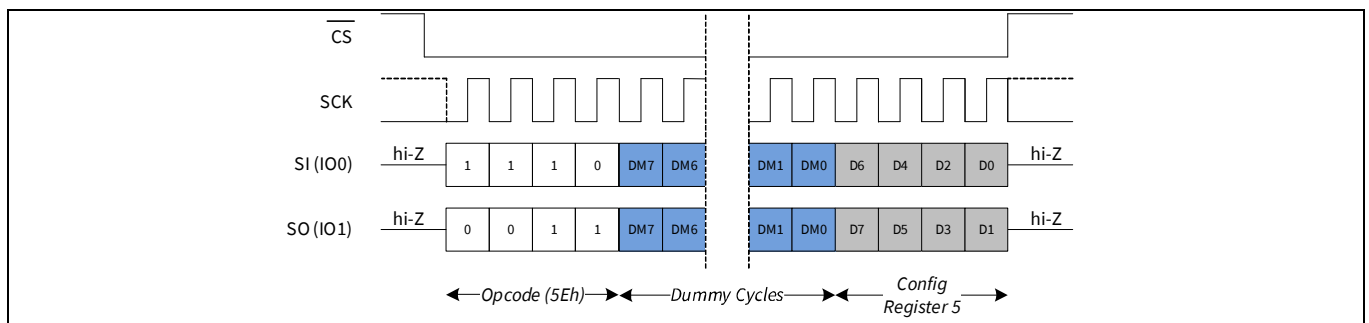 CS
SCK
SI (IO0) hi-Z 1 1 1 0 DM7 DM6 DM1 DM0 D6 D4 D2 D0 hi-Z
SO (IO1) hi-Z 0 0 1 1 DM7 DM6 DM1 DM0 D7 D5 D3 D1 hi-Z
Opcode (5Eh) Dummy Cycles Config
Register 5